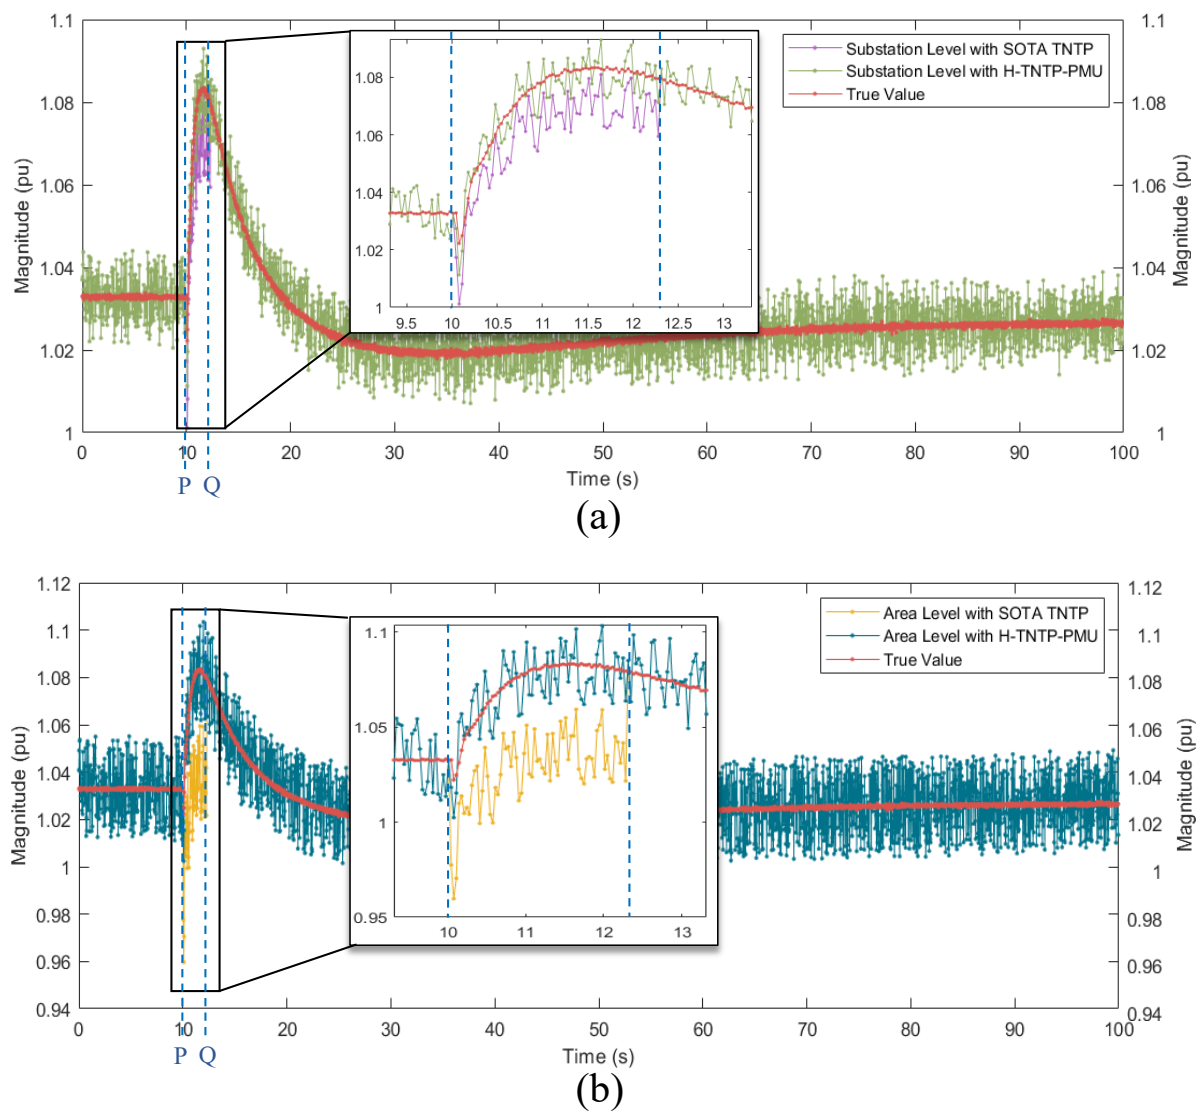 1.1
1.08
1.06
1.04
1.02
1
Magnitude (pu)
1.08
1.06
1.04
1.02
1
9.5 10 10.5 11 11.5 12 12.5 13
Substation Level with SOTA TNTP
Substation Level with H-TNTP-PMU
True Value
1.1
1.08
1.06
1.04
1.02
1
Magnitude (pu)
0 10 20 30 40 50 60 70 80 90 100
Time (s)
P Q
(a)
1.12
1.1
1.08
1.06
1.04
1.02
1
0.98
0.96
0.94
Magnitude (pu)
1.1
1.05
1
0.95
10 11 12 13
Area Level with SOTA TNTP
Area Level with H-TNTP-PMU
True Value
1.12
1.1
1.08
1.06
1.04
1.02
1
0.98
0.96
0.94
Magnitude (pu)
0 10 20 30 40 50 60 70 80 90 100
Time (s)
P Q
(b)